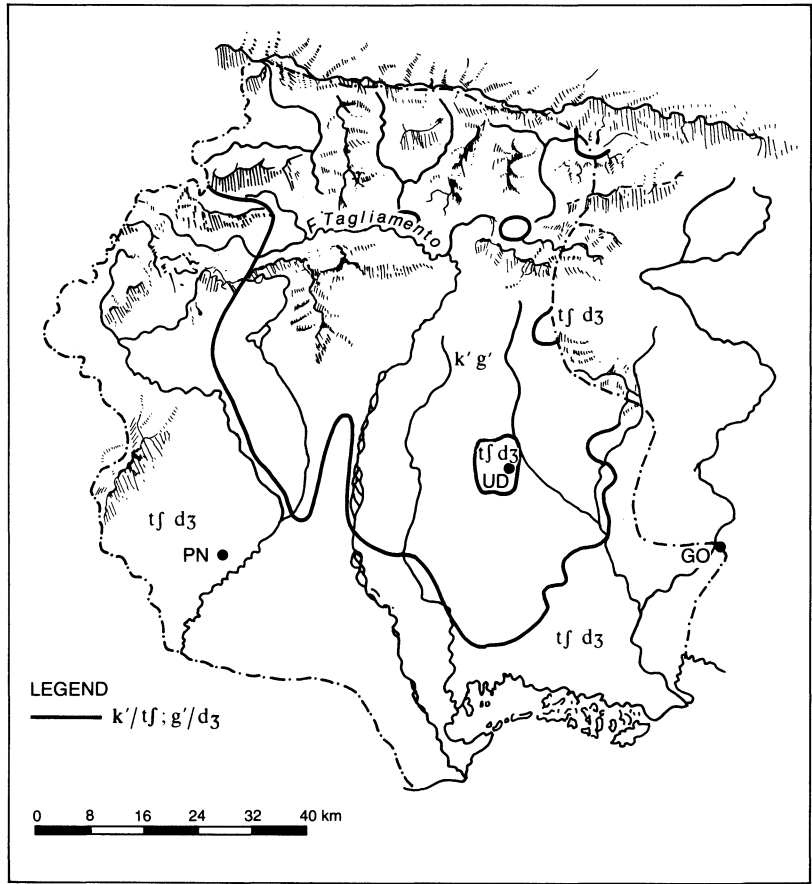 F. Tagliamento
tʃ dʒ
k′ g′
tʃ dʒ
UD
tʃ dʒ
PN
GO
tʃ dʒ
LEGEND
k′/tʃ; g′/dʒ
0 8 16 24 32 40 km